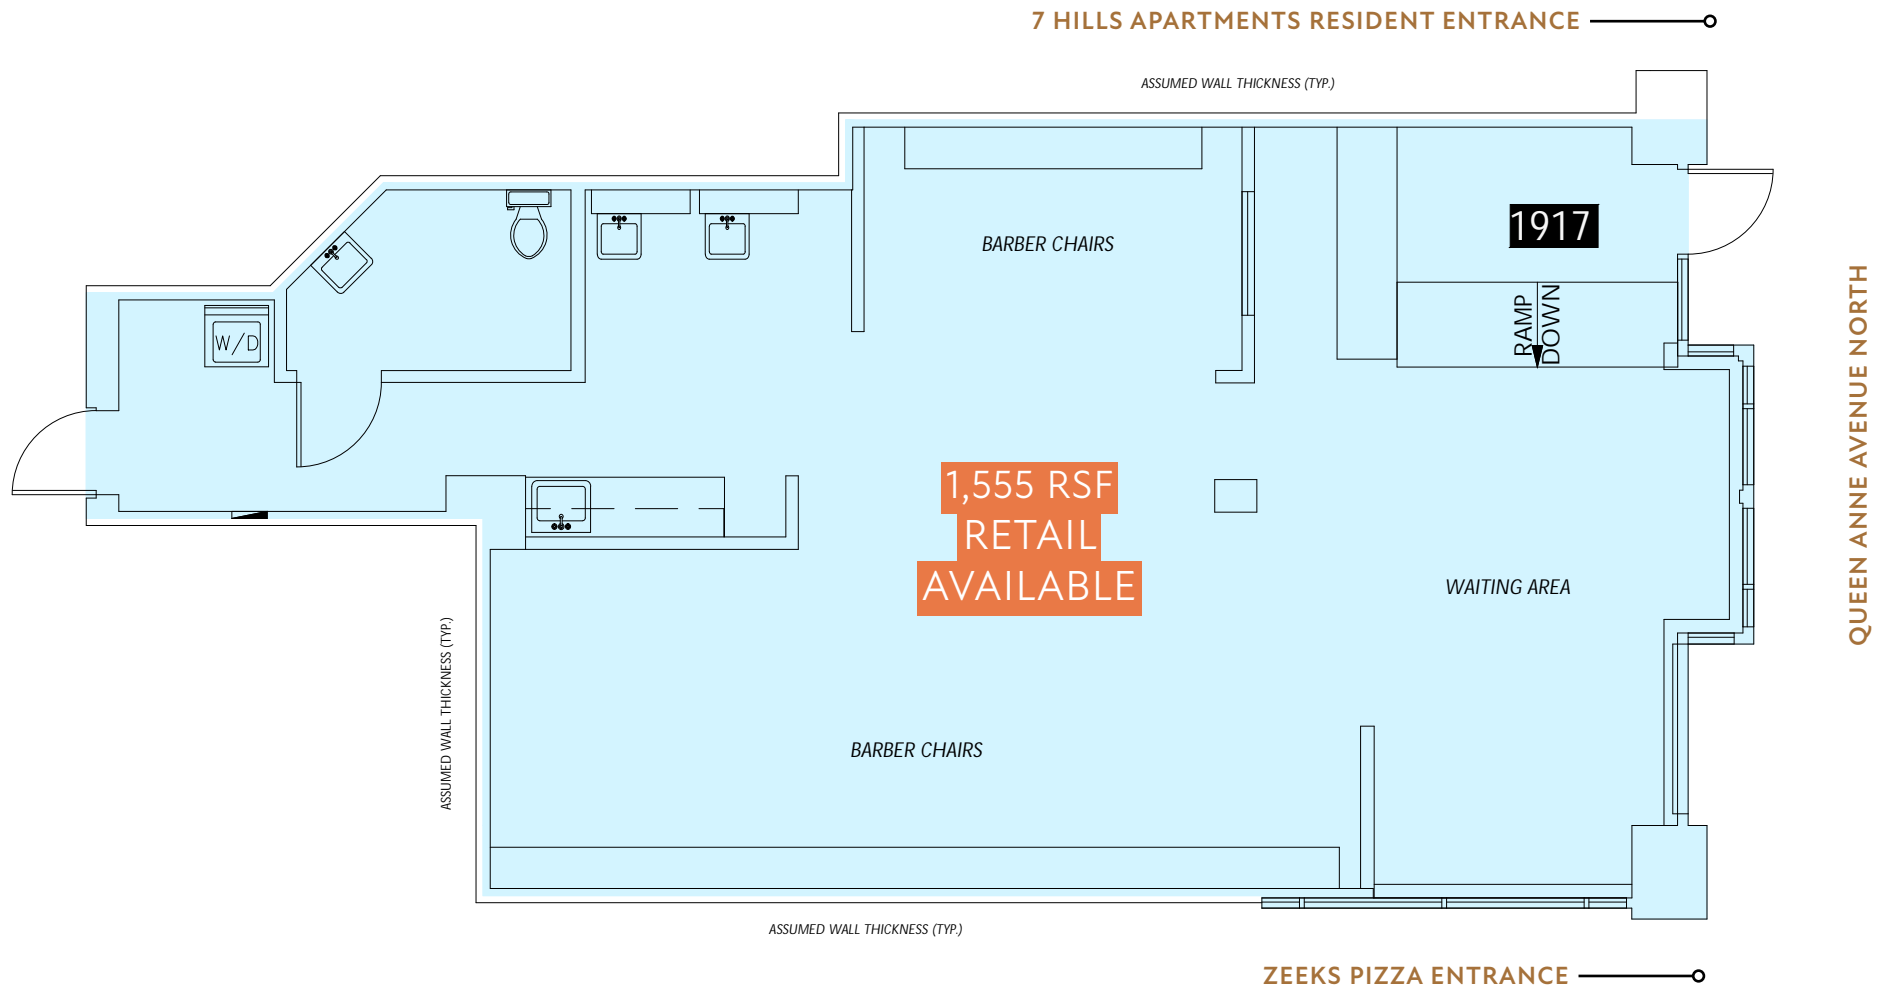 7 HILLS APARTMENTS RESIDENT ENTRANCE
ASSUMED WALL THICKNESS (TYP.)
BARBER CHAIRS
1917
RAMP
DOWN
W/D
QUEEN ANNE AVENUE NORTH
1,555 RSF
RETAIL
AVAILABLE
WAITING AREA
ASSUMED WALL THICKNESS (TYP.)
BARBER CHAIRS
ASSUMED WALL THICKNESS (TYP.)
ZEEKS PIZZA ENTRANCE